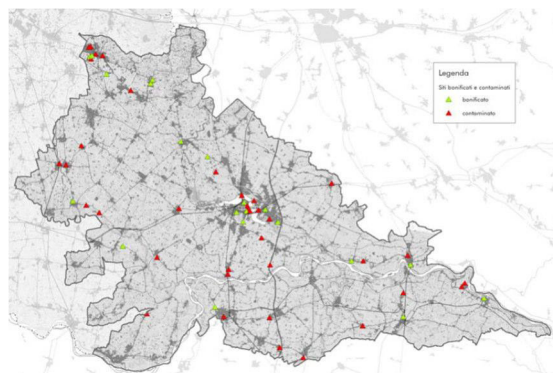 Legenda
Siti bonificati e contaminati
bonificato
contaminato